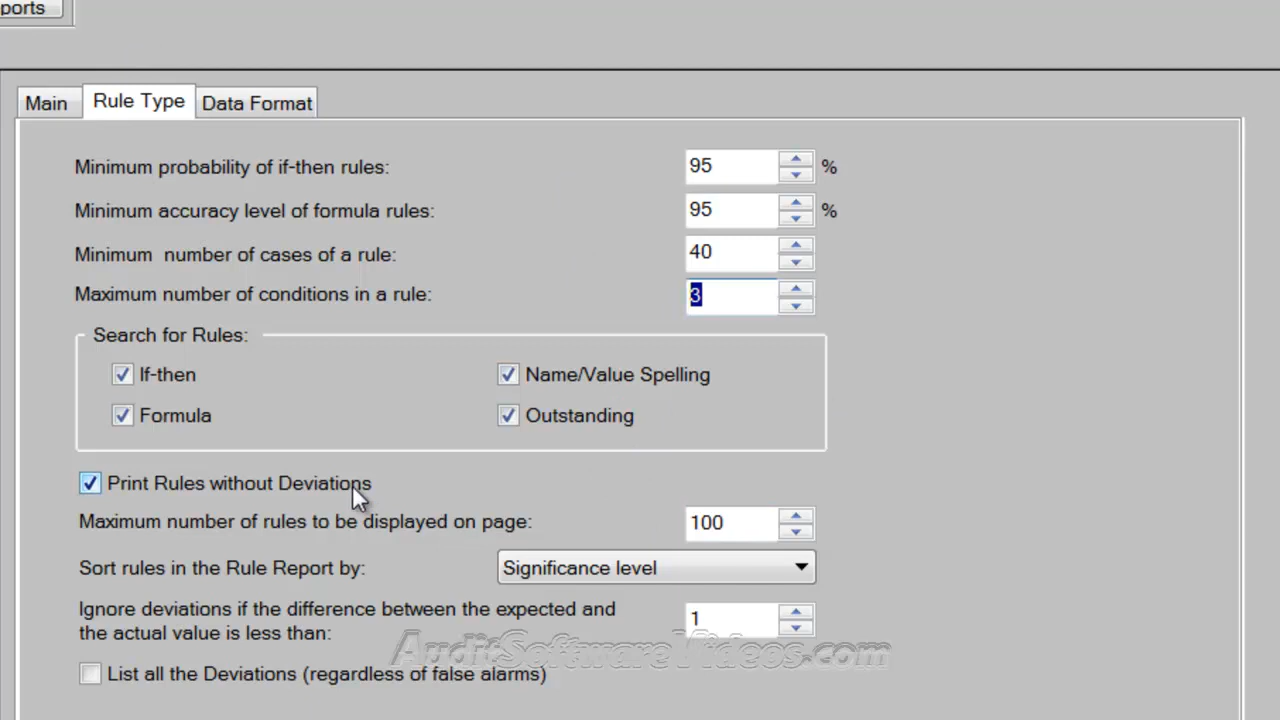 ports
Main Rule Type Data Format
Minimum probability of if-then rules: 95 %
Minimum accuracy level of formula rules: 95 %
Minimum number of cases of a rule: 40
Maximum number of conditions in a rule: 3
Search for Rules:
If-then Name/Value Spelling
Formula Outstanding
Print Rules without Deviations
Maximum number of rules to be displayed on page: 100
Sort rules in the Rule Report by: Significance level
Ignore deviations if the difference between the expected and
the actual value is less than: 1
AuditSoftwareVideos.com
List all the Deviations (regardless of false alarms)